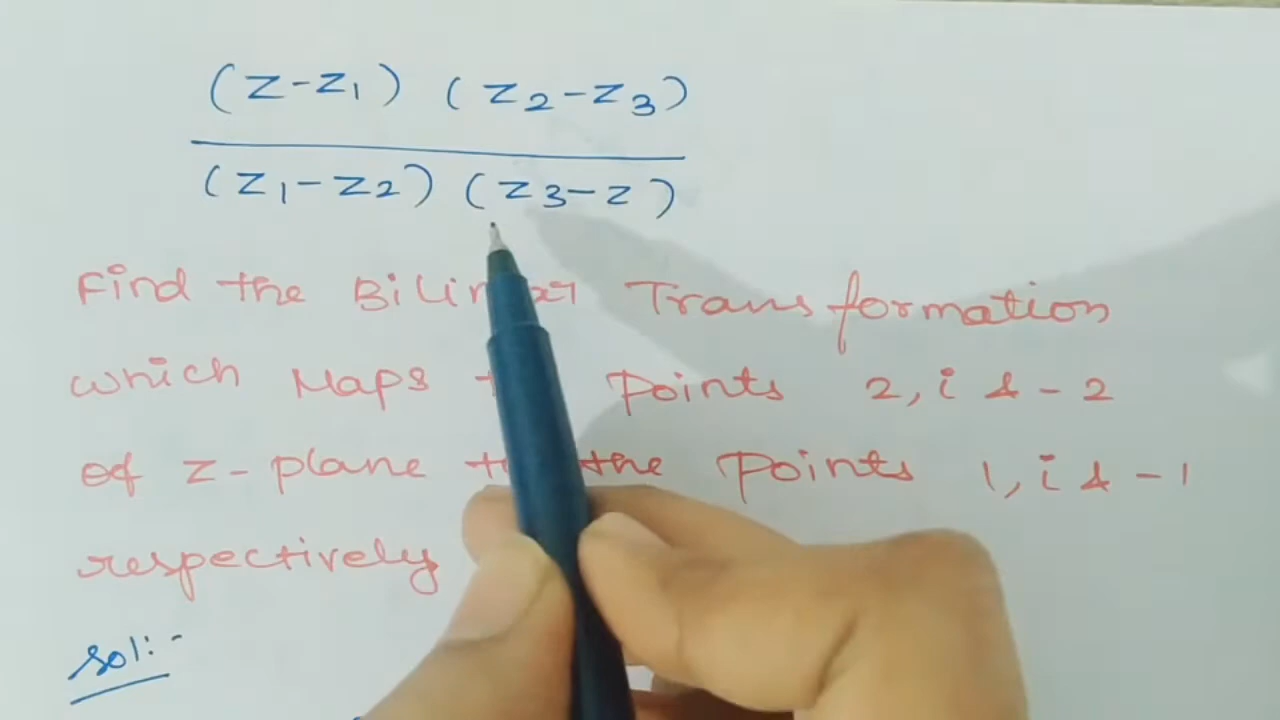 (z-z₁) (z₂-z₃)
(z₁-z₂) (z₃-z)
Find the Transformation
which Maps Points 2, i & -2
of z-plane the Points 1, i & -1
respectively
Sol:-